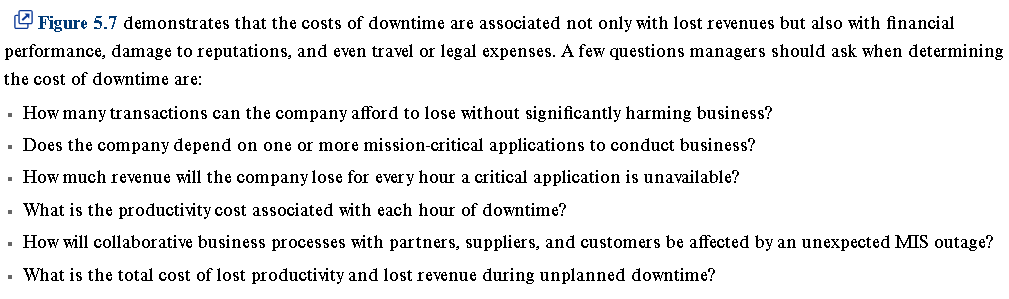 Figure 5.7 demonstrates that the costs of downtime are associated not only with lost revenues but also with financial
performance, damage to reputations, and even travel or legal expenses. A few questions managers should ask when determining
the cost of downtime are:
▪ How many transactions can the company afford to lose without significantly harming business?
▪ Does the company depend on one or more mission-critical applications to conduct business?
▪ How much revenue will the company lose for every hour a critical application is unavailable?
▪ What is the productivity cost associated with each hour of downtime?
▪ How will collaborative business processes with partners, suppliers, and customers be affected by an unexpected MIS outage?
▪ What is the total cost of lost productivity and lost revenue during unplanned downtime?